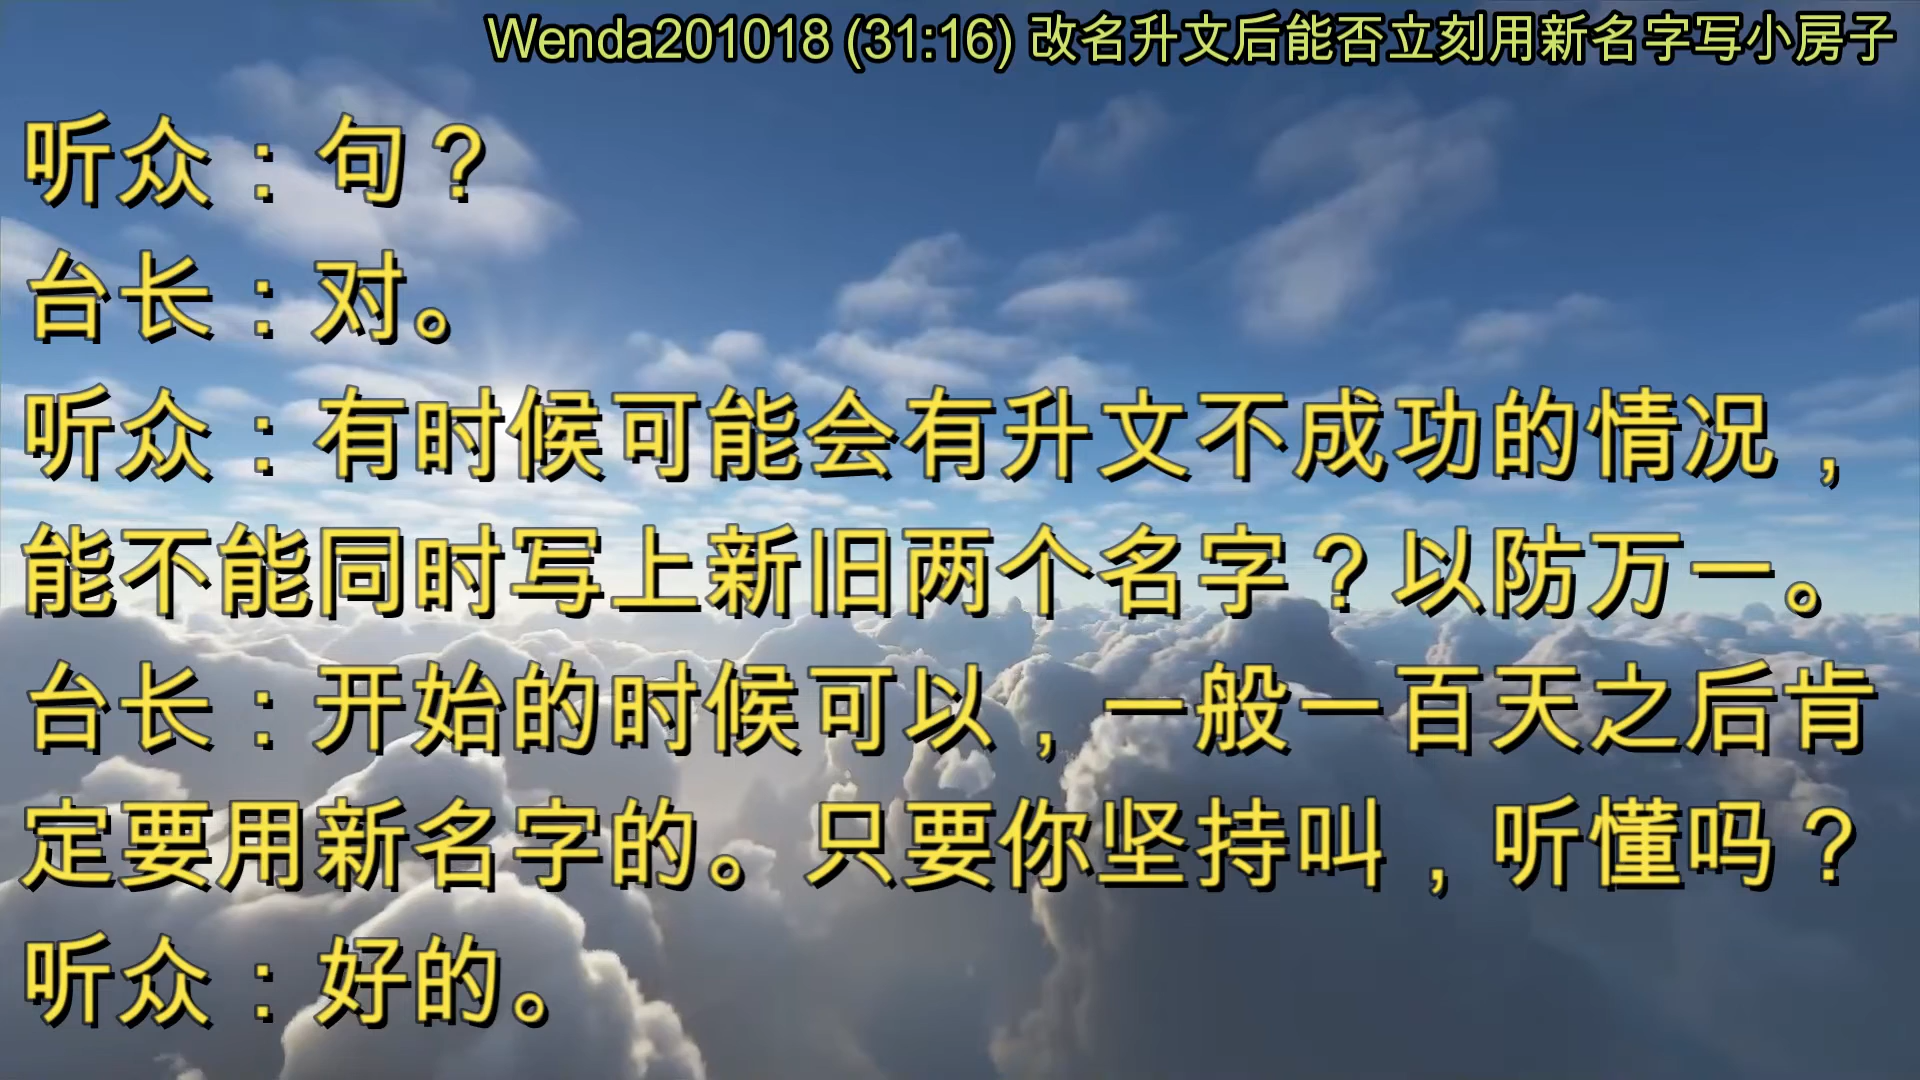 Wenda201018 (31:16) 改名升文后能否立刻用新名字写小房子
听众：句？
台长：对。
听众：有时候可能会有升文不成功的情况，
能不能同时写上新旧两个名字？以防万一。
台长：开始的时候可以，一般一百天之后肯
定要用新名字的。只要你坚持叫，听懂吗？
听众：好的。